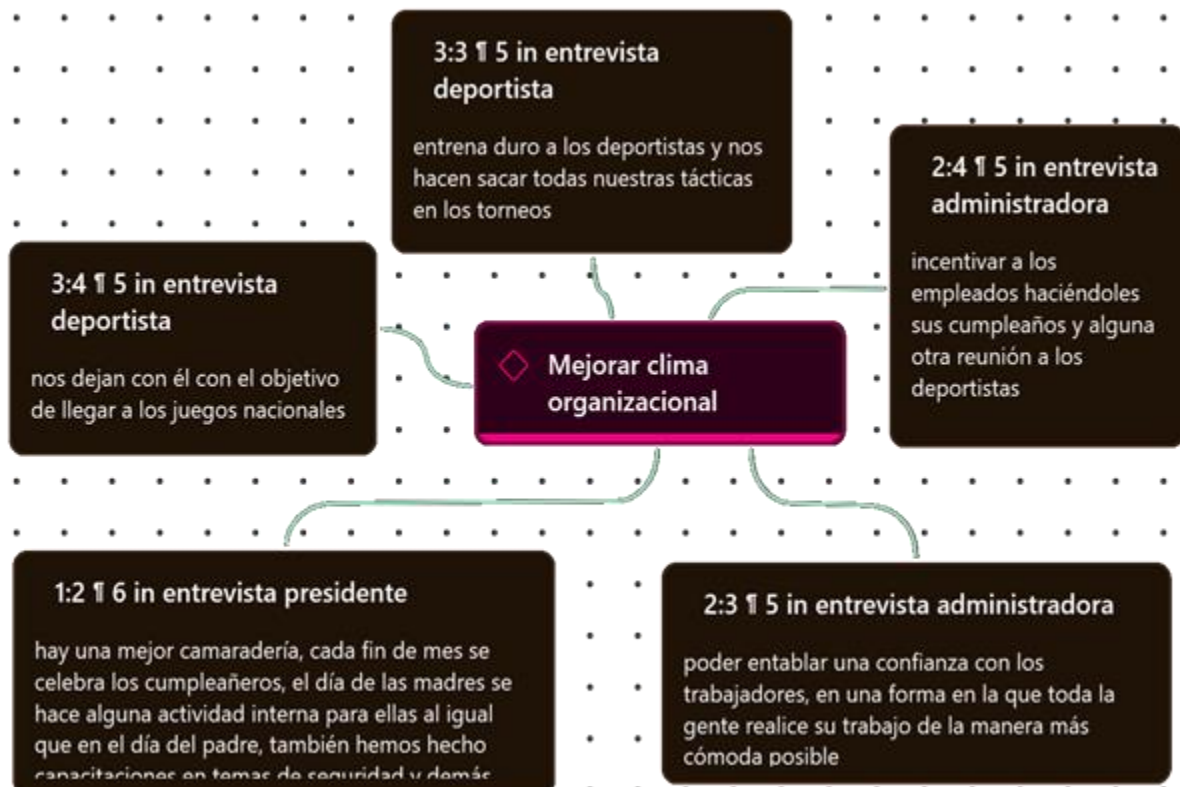 3:3 ¶ 5 in entrevista
deportista
entrena duro a los deportistas y nos
hacen sacar todas nuestras tácticas
en los torneos
2:4 ¶ 5 in entrevista
administradora
incentivar a los
empleados haciéndoles
sus cumpleaños y alguna
otra reunión a los
deportistas
3:4 ¶ 5 in entrevista
deportista
nos dejan con él con el objetivo
de llegar a los juegos nacionales
Mejorar clima
organizacional
1:2 ¶ 6 in entrevista presidente
hay una mejor camaradería, cada fin de mes se
celebra los cumpleañeros, el día de las madres se
hace alguna actividad interna para ellas al igual
que en el día del padre, también hemos hecho
capacitaciones en temas de seguridad y demás
2:3 ¶ 5 in entrevista administradora
poder entablar una confianza con los
trabajadores, en una forma en la que toda la
gente realice su trabajo de la manera más
cómoda posible